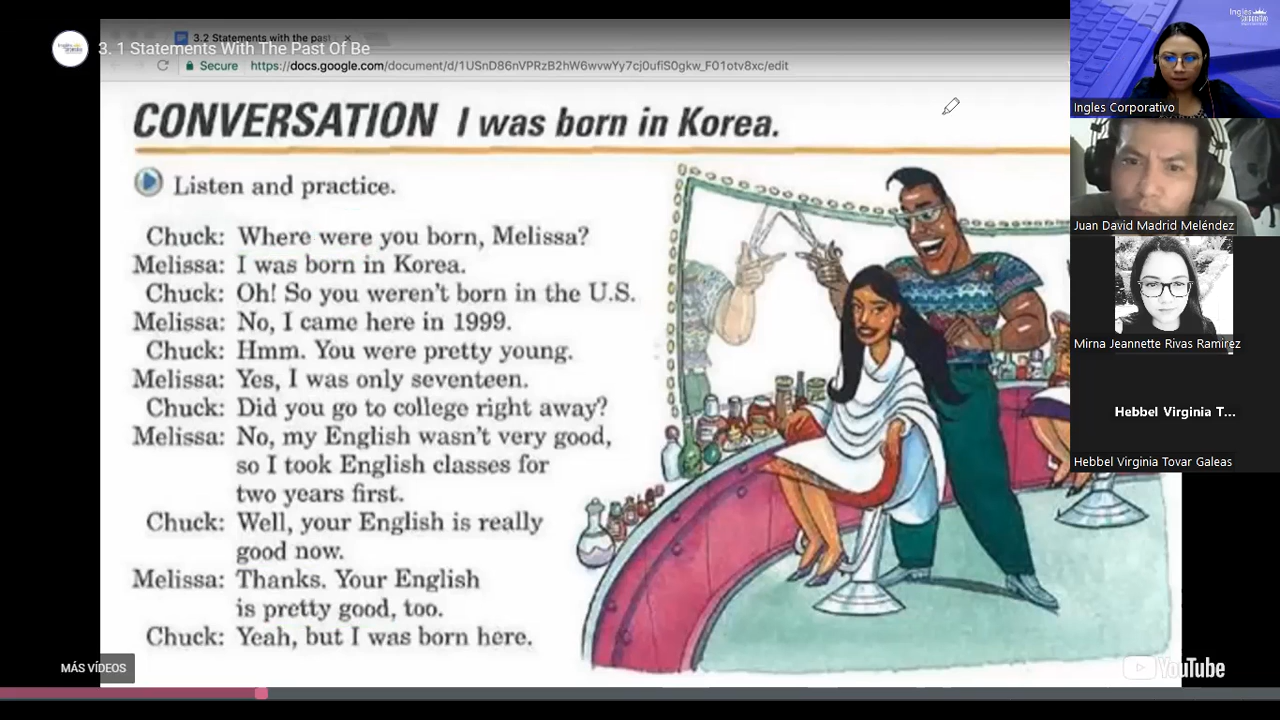 3.2 Statements with the past
3. 1 Statements With The Past Of Be
Secure https://docs.google.com/document/d/1USnD86nVPRzB2hW6wvwYy7cj0ufiS0gkw_F01otv8xc/edit
CONVERSATION I was born in Korea.
Listen and practice.
Chuck: Where were you born, Melissa?
Melissa: I was born in Korea.
Chuck: Oh! So you weren't born in the U.S.
Melissa: No, I came here in 1999.
Chuck: Hmm. You were pretty young.
Melissa: Yes, I was only seventeen.
Chuck: Did you go to college right away?
Melissa: No, my English wasn't very good,
so I took English classes for
two years first.
Chuck: Well, your English is really
good now.
Melissa: Thanks. Your English
is pretty good, too.
Chuck: Yeah, but I was born here.
MÁS VÍDEOS
YouTube
Ingles
Corporativo
Ingles Corporativo
Juan David Madrid Meléndez
Mirna Jeannette Rivas Ramirez
Hebbel Virginia T...
Hebbel Virginia Tovar Galeas